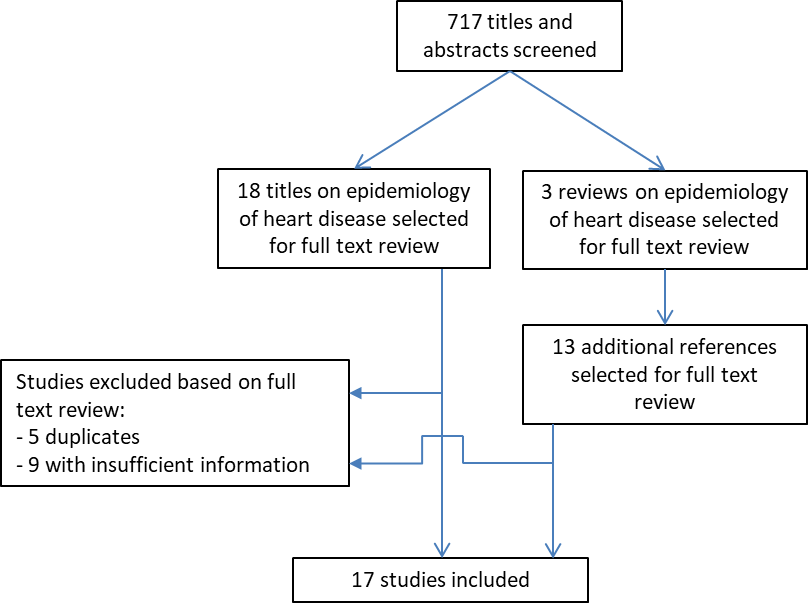 717 titles and
abstracts screened
18 titles on epidemiology
of heart disease selected
for full text review
3 reviews on epidemiology
of heart disease selected
for full text review
13 additional references
selected for full text
review
Studies excluded based on full
text review:
- 5 duplicates
- 9 with insufficient information
17 studies included